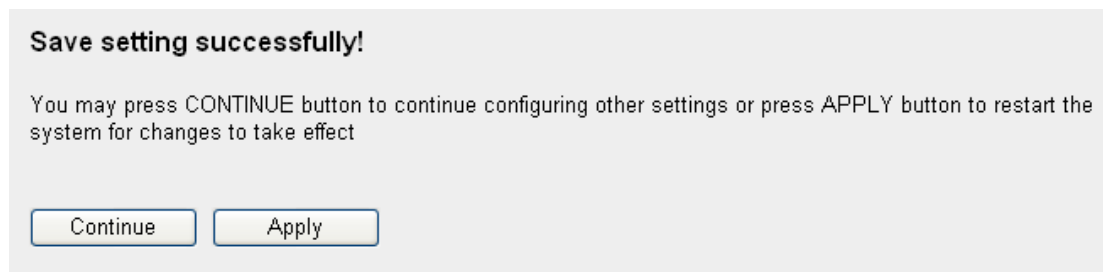 Save setting successfully!
You may press CONTINUE button to continue configuring other settings or press APPLY button to restart the
system for changes to take effect
Continue
Apply